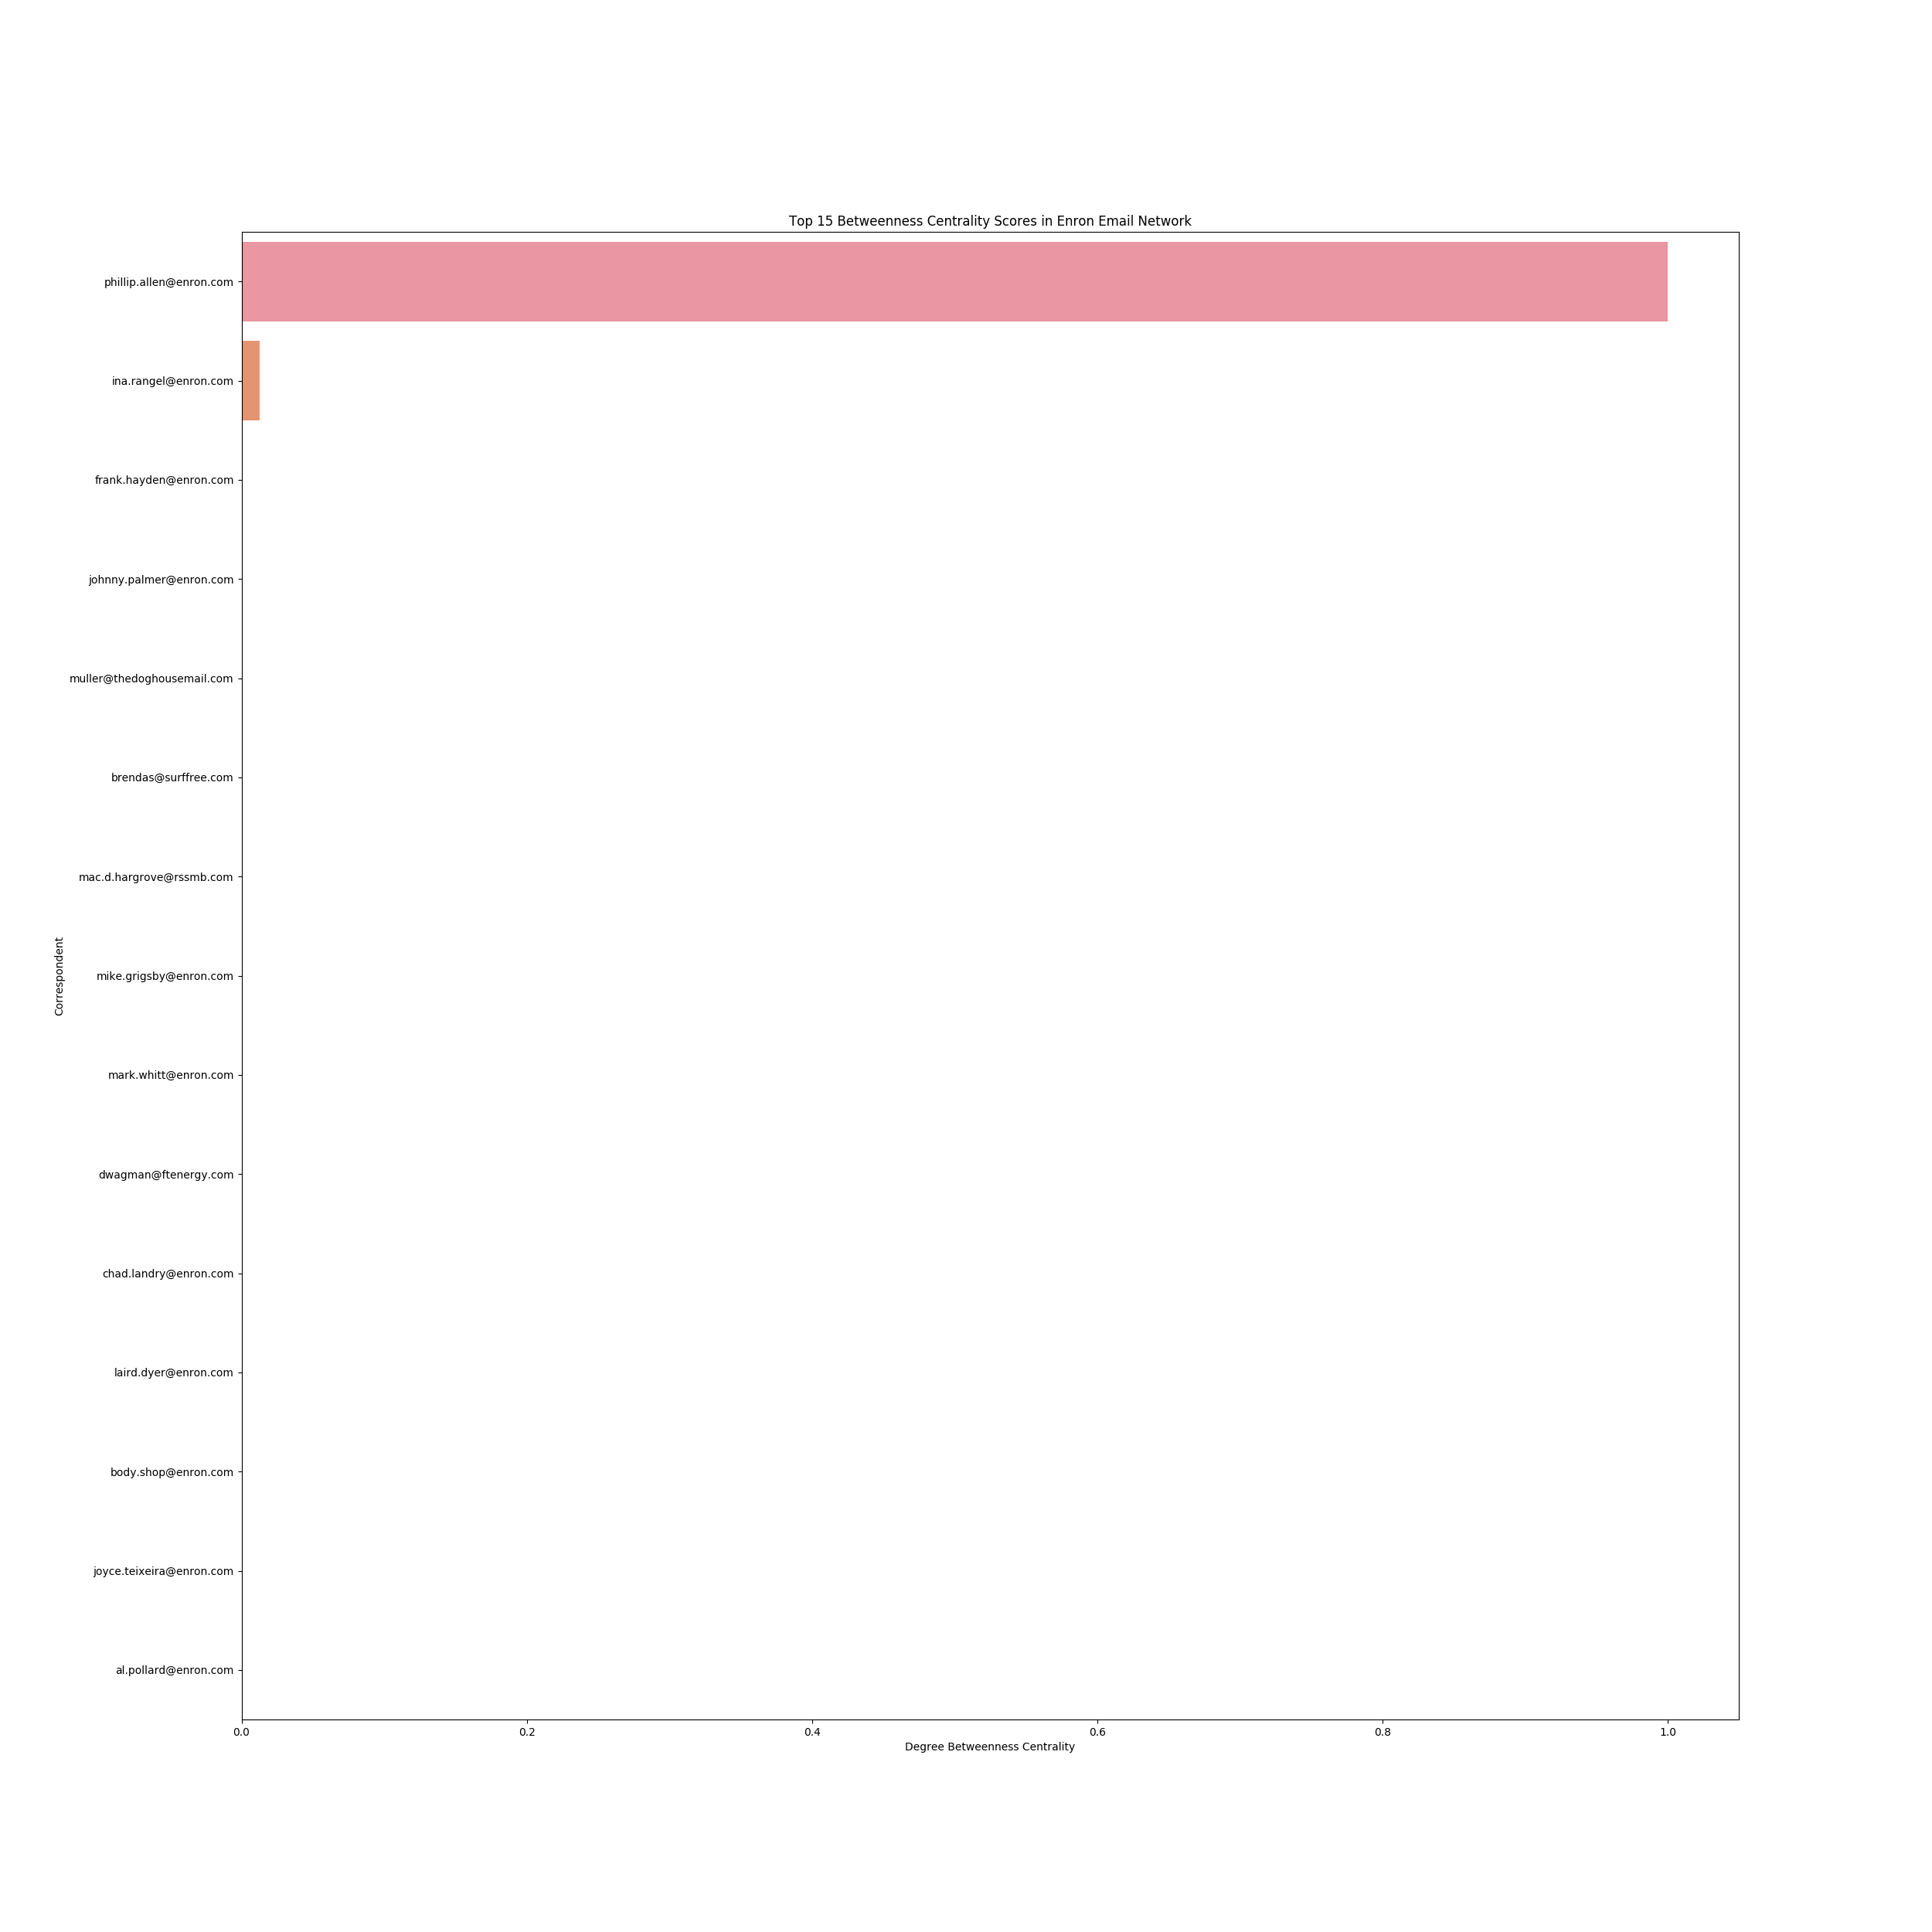 Top 15 Betweenness Centrality Scores in Enron Email Network
phillip.allen@enron.com
ina.rangel@enron.com
frank.hayden@enron.com
johnny.palmer@enron.com
muller@thedoghousemail.com
brendas@surffree.com
mac.d.hargrove@rssmb.com
mike.grigsby@enron.com
mark.whitt@enron.com
dwagman@ftenergy.com
chad.landry@enron.com
laird.dyer@enron.com
body.shop@enron.com
joyce.teixeira@enron.com
al.pollard@enron.com
Correspondent
0.0 0.2 0.4 0.6 0.8 1.0
Degree Betweenness Centrality